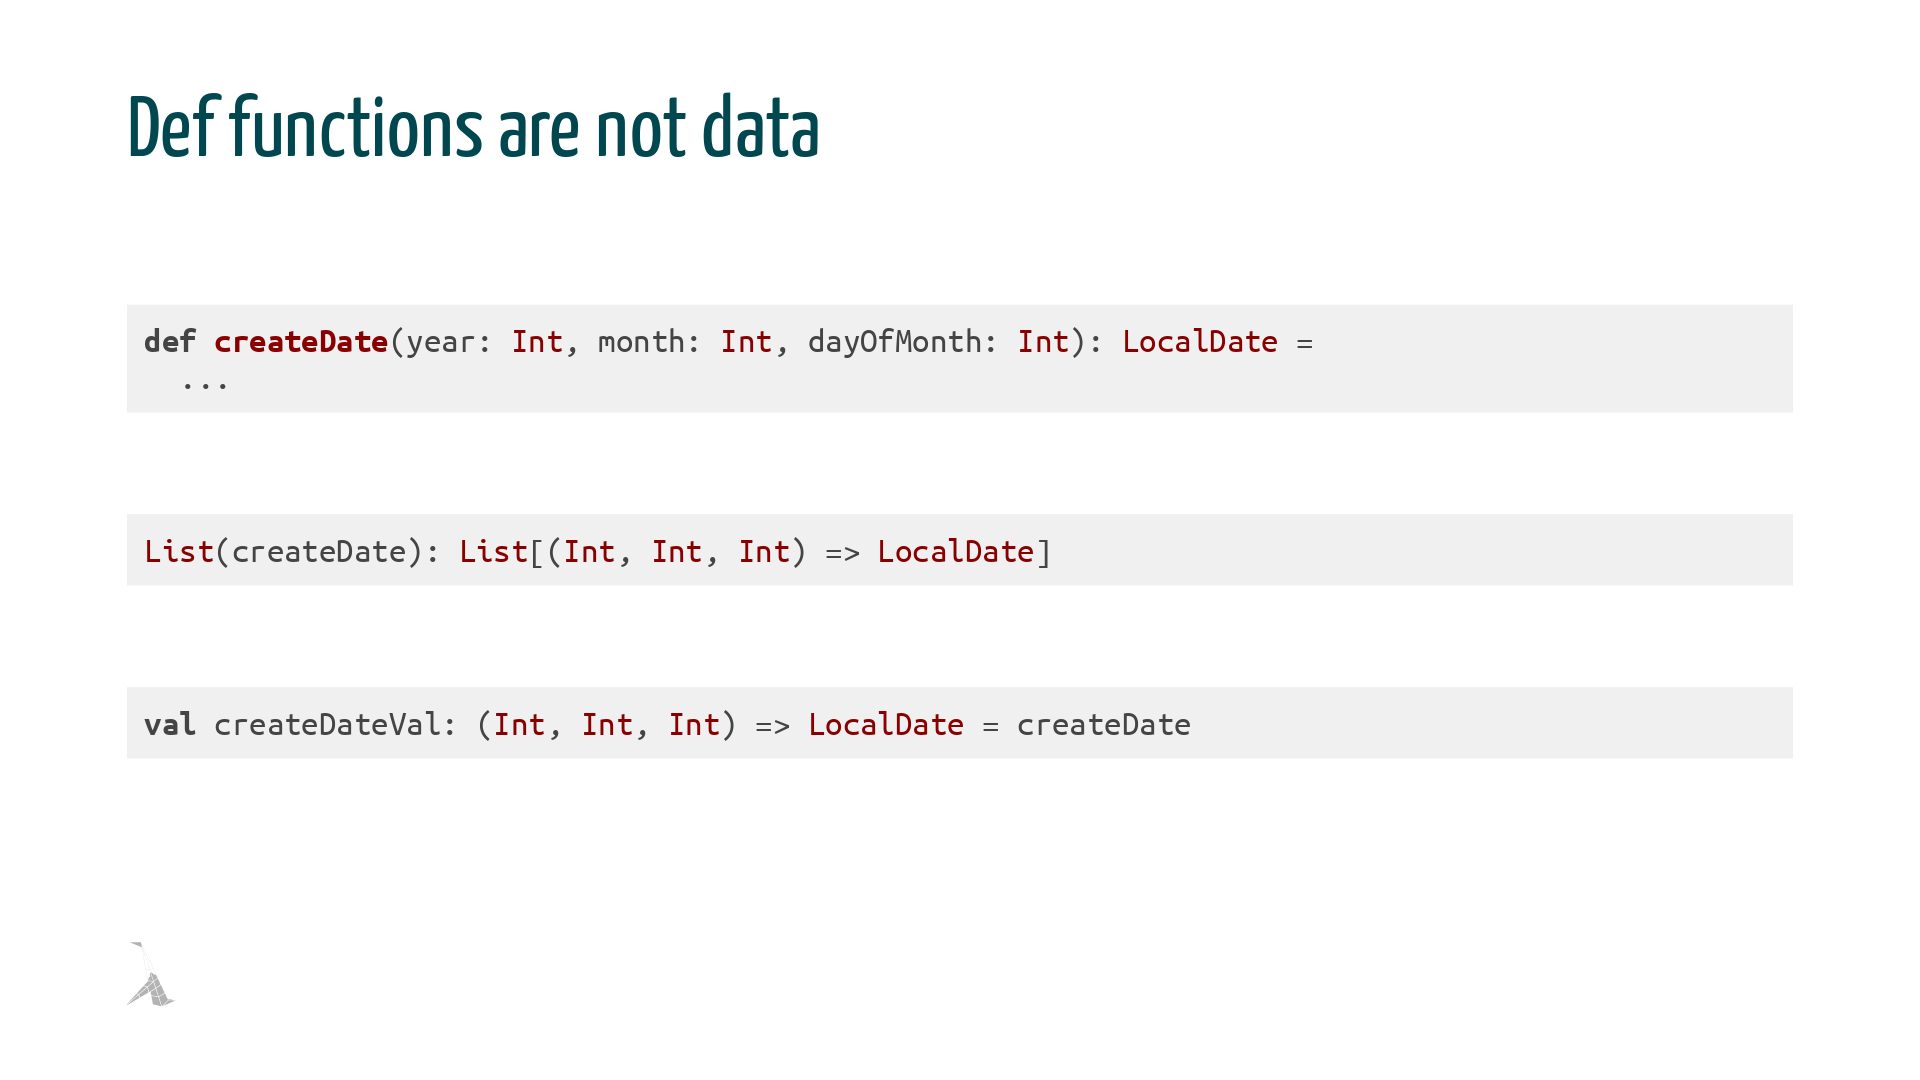 Def functions are not data
def createDate(year: Int, month: Int, dayOfMonth: Int): LocalDate =
  ...
List(createDate): List[(Int, Int, Int) => LocalDate]
val createDateVal: (Int, Int, Int) => LocalDate = createDate